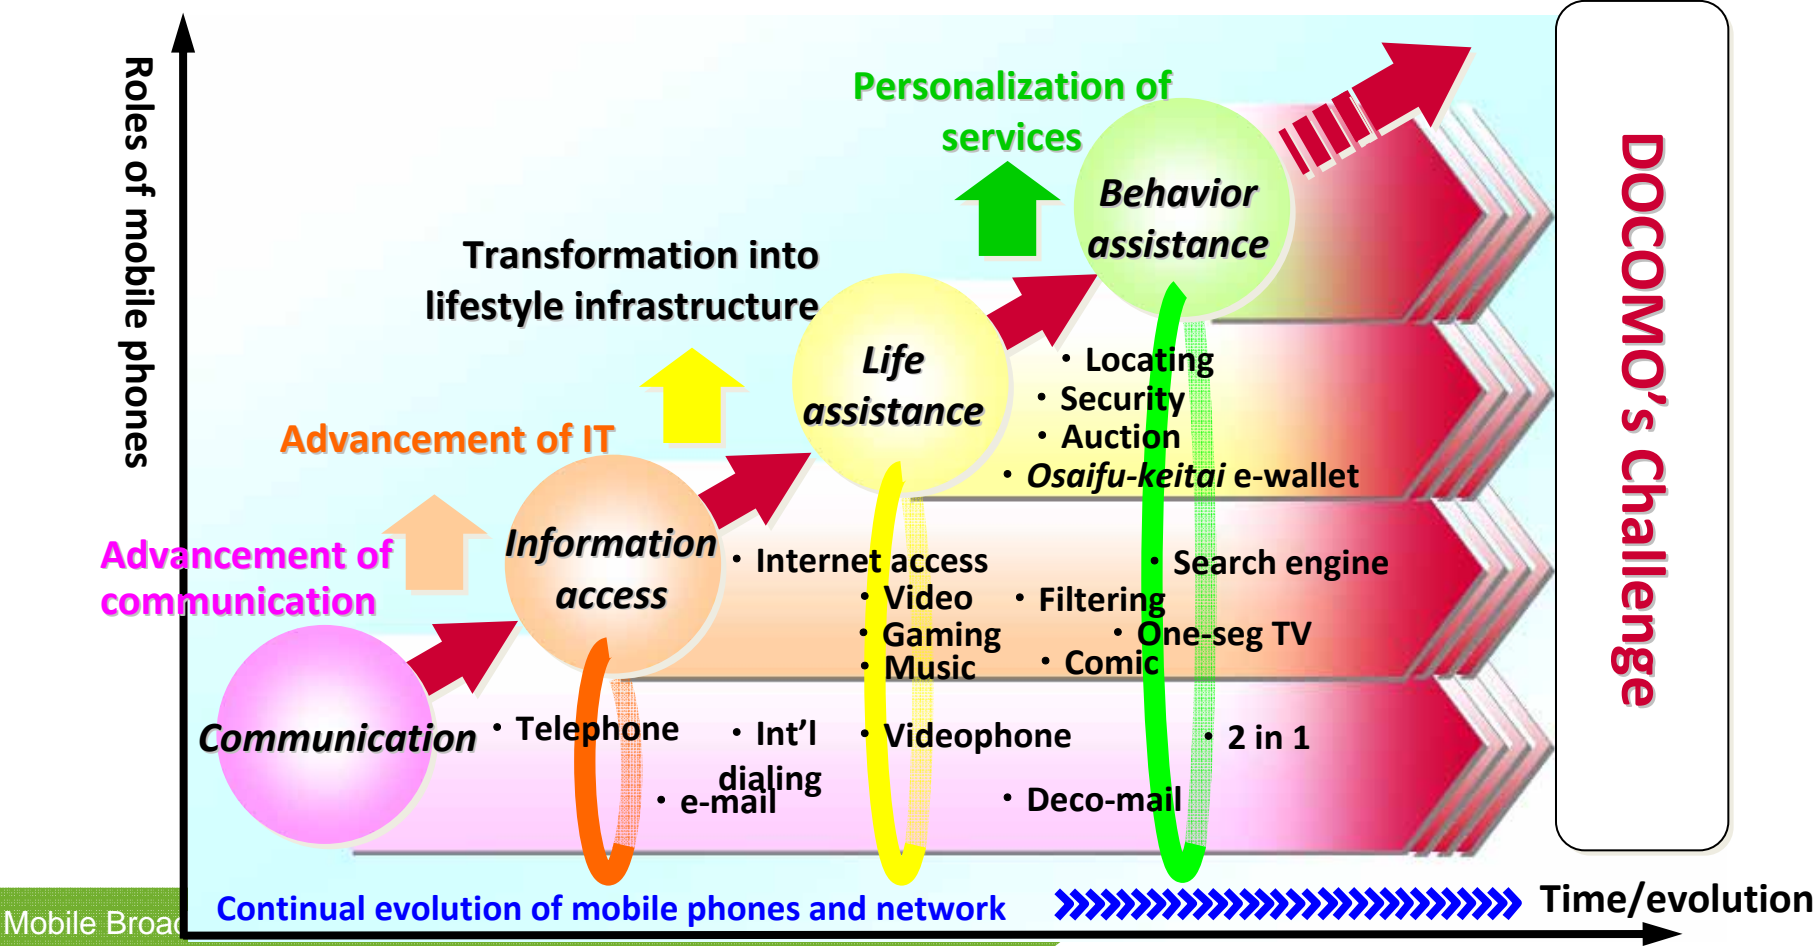 Roles of mobile phones
Personalization of
services
Behavior
assistance
Transformation into
lifestyle infrastructure
Life
assistance
・ Locating
・ Security
・ Auction
・ Osaifu-keitai e-wallet
Advancement of IT
Information
access
・ Internet access
・ Search engine
・ Video
・ Filtering
・ Gaming
・ One-seg TV
・ Music
・ Comic
Advancement of
communication
Communication
・ Telephone
・ Int’l
dialing
・ Videophone
・ 2 in 1
・ e-mail
・ Deco-mail
DOCOMO’s Challenge
Continual evolution of mobile phones and network
Time/evolution
Mobile